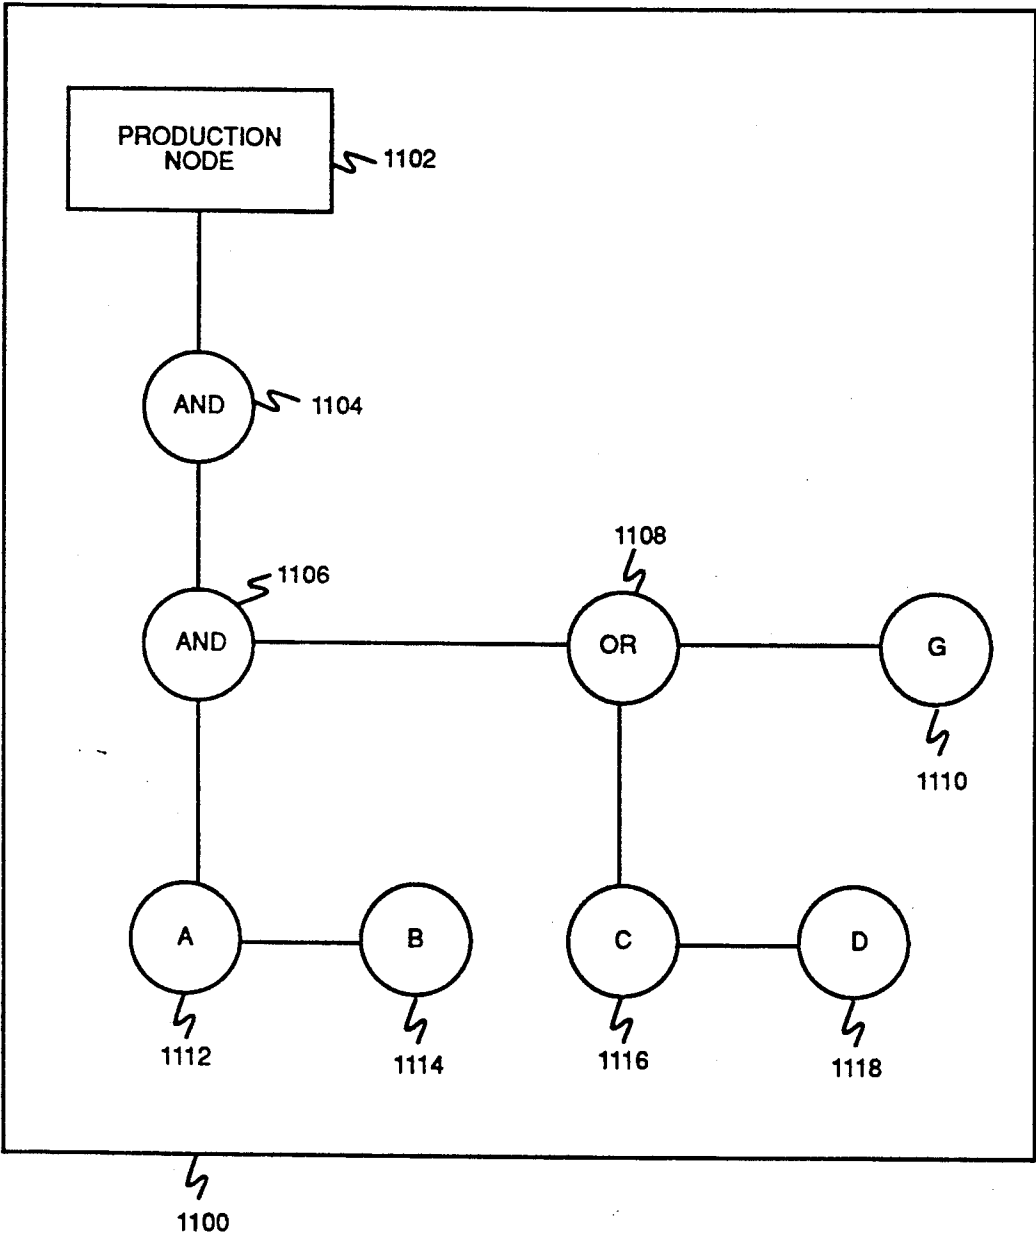 PRODUCTION
NODE
1102
AND
1104
1106
1108
AND
OR
G
1110
A
B
C
D
1112
1114
1116
1118
1100